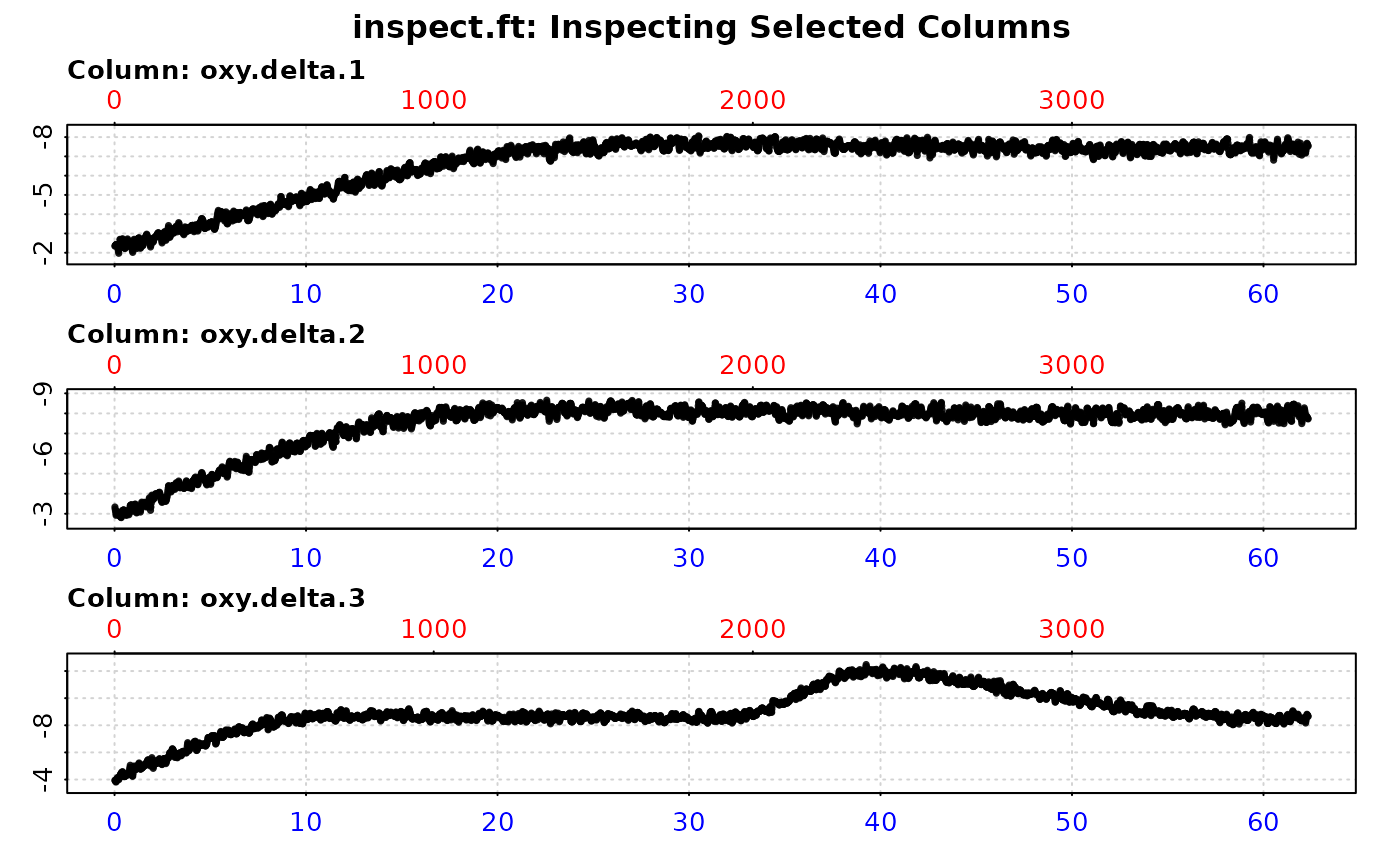 inspect.ft: Inspecting Selected Columns
Column: oxy.delta.1
0 1000 2000 3000
-8
-5
-2
0 10 20 30 40 50 60
Column: oxy.delta.2
0 1000 2000 3000
-9
-6
-3
0 10 20 30 40 50 60
Column: oxy.delta.3
0 1000 2000 3000
-8
-4
0 10 20 30 40 50 60